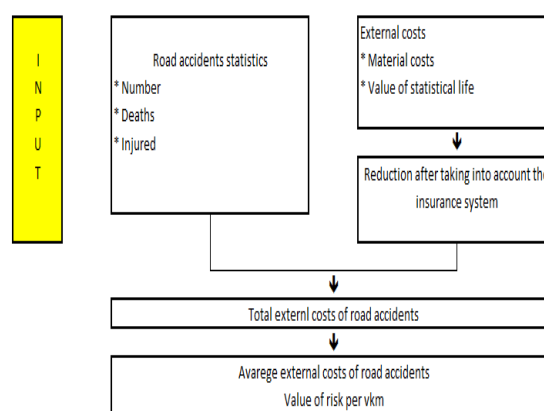 I
N
P
U
T
Road accidents statistics
* Number
* Deaths
* Injured
External costs
* Material costs
* Value of statistical life
Reduction after taking into account the
insurance system
Total externl costs of road accidents
Avarege external costs of road accidents
Value of risk per vkm